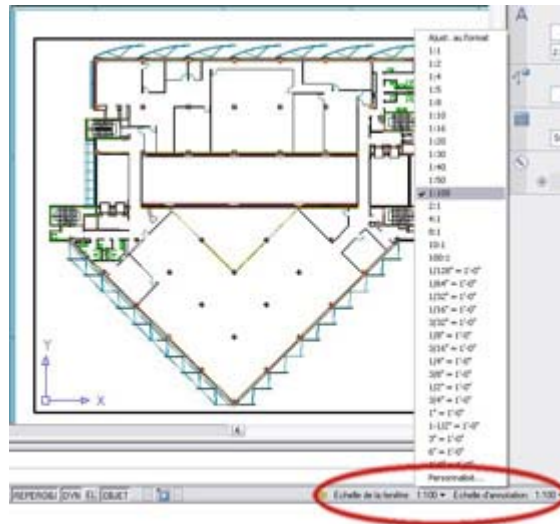 A
Ajust. au format
1:1
1:2
1:4
1:5
1:8
1:10
1:16
1:20
1:30
1:40
1:50
1:100
2:1
4:1
8:1
10:1
100:1
1/128" = 1'-0"
1/64" = 1'-0"
1/32" = 1'-0"
1/16" = 1'-0"
3/32" = 1'-0"
1/8" = 1'-0"
3/16" = 1'-0"
1/4" = 1'-0"
3/8" = 1'-0"
1/2" = 1'-0"
3/4" = 1'-0"
1" = 1'-0"
1-1/2" = 1'-0"
3" = 1'-0"
6" = 1'-0"
Personnalisé...
Y
X
REPEROBJ DYN EL OBJET
Echelle de la fenêtre 1:100 Echelle d'annotation 1:100